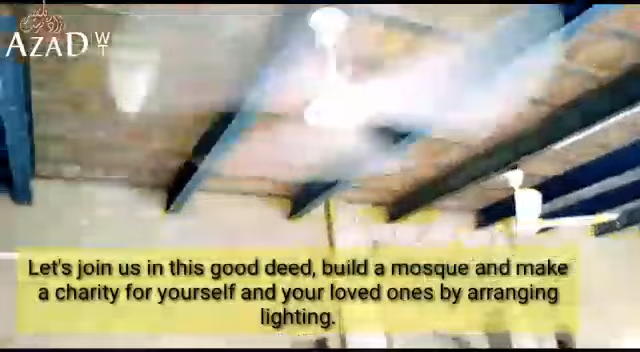 AZAD WT
Let's join us in this good deed, build a mosque and make
a charity for yourself and your loved ones by arranging
lighting.